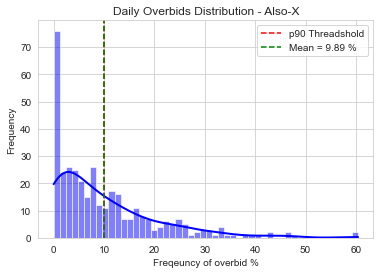 Daily Overbids Distribution - Also-X
p90 Threadshold
Mean = 9.89 %
Frequency
70
60
50
40
30
20
10
0
0 10 20 30 40 50 60
Freqeuncy of overbid %